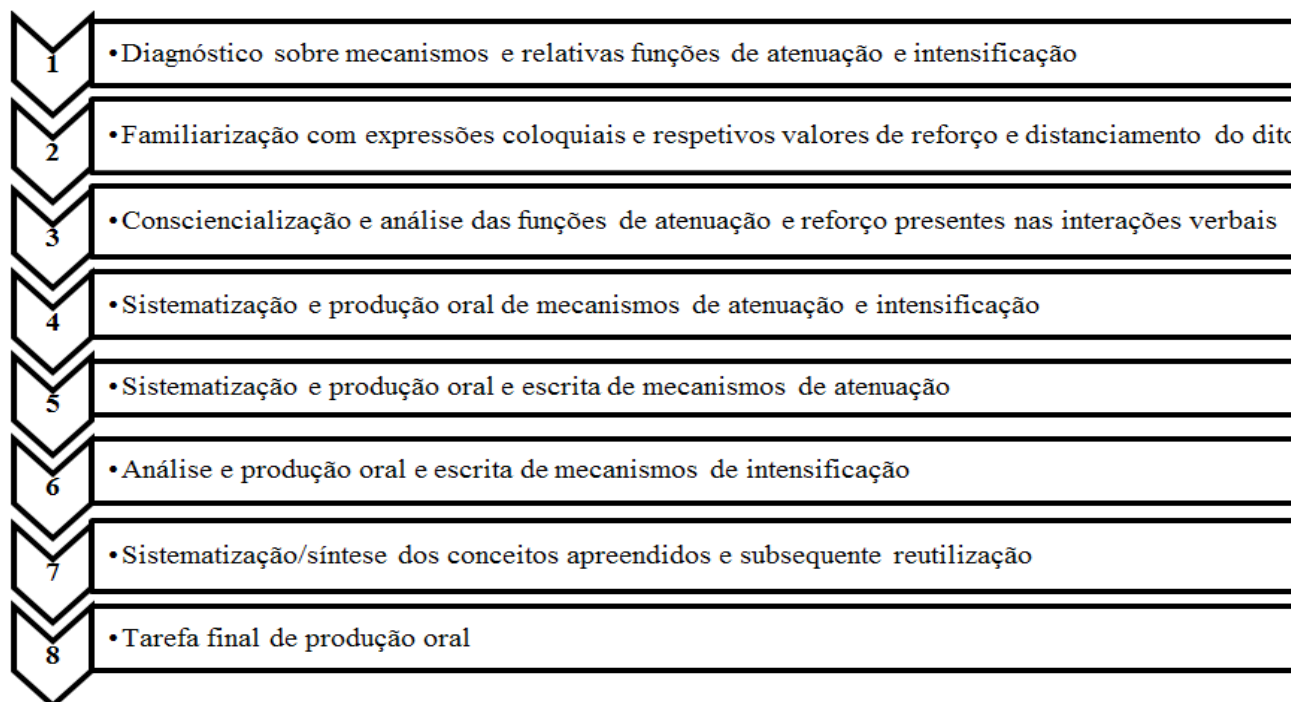 1 •Diagnóstico sobre mecanismos e relativas funções de atenuação e intensificação
2 •Familiarização com expressões coloquiais e respetivos valores de reforço e distanciamento do dito
3 •Consciencialização e análise das funções de atenuação e reforço presentes nas interações verbais
4 •Sistematização e produção oral de mecanismos de atenuação e intensificação
5 •Sistematização e produção oral e escrita de mecanismos de atenuação
6 •Análise e produção oral e escrita de mecanismos de intensificação
7 •Sistematização/síntese dos conceitos apreendidos e subsequente reutilização
8 •Tarefa final de produção oral